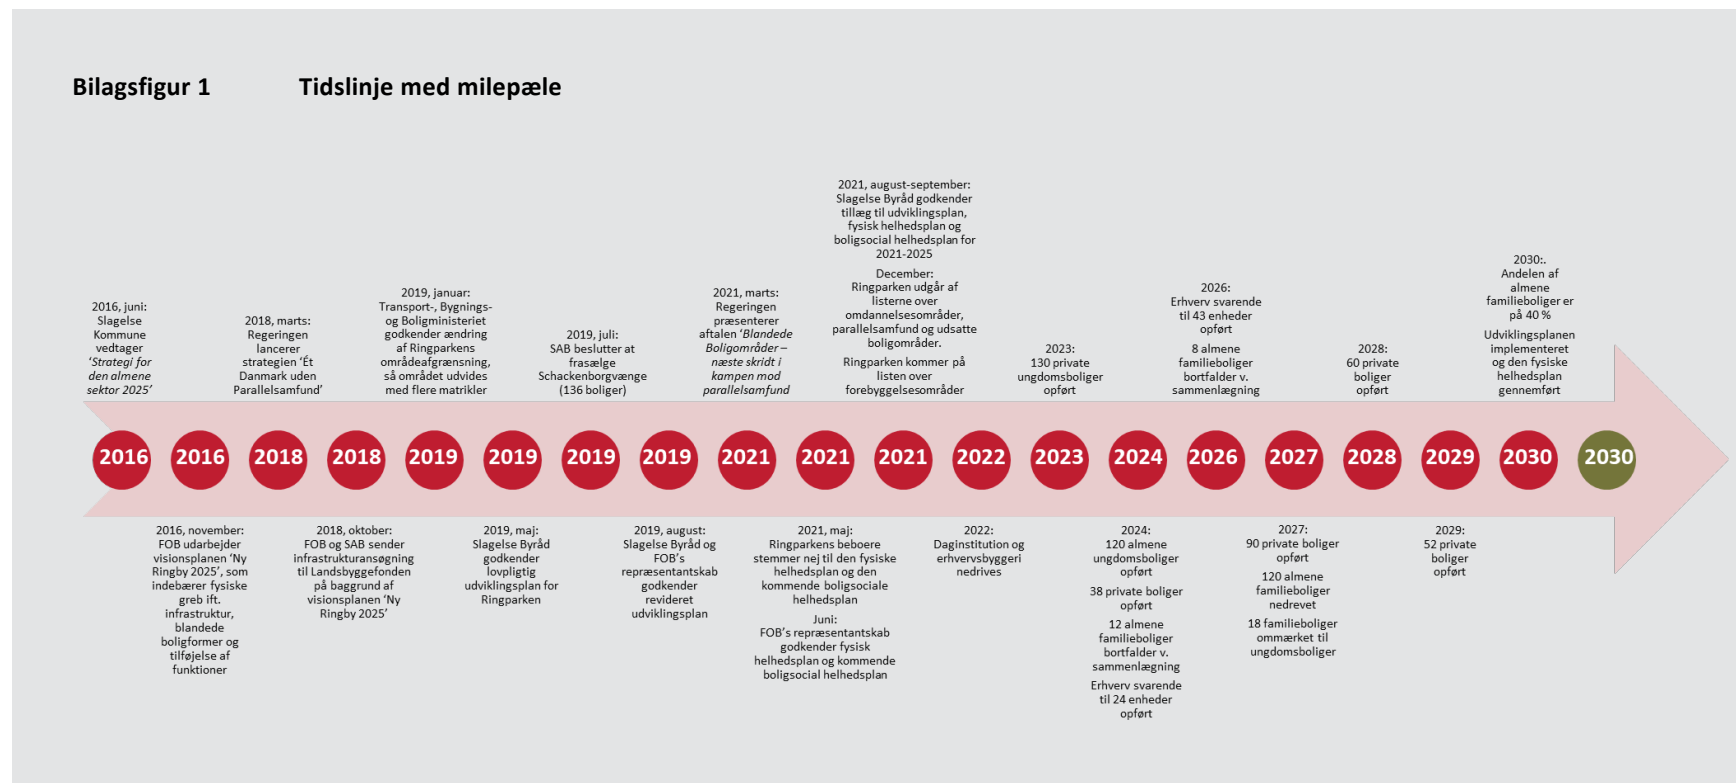 Bilagsfigur 1 Tidslinje med milepæle
2016, juni:
Slagelse
Kommune
vedtager
‘Strategi for
den almene
sektor 2025’
2018, marts:
Regeringen
lancerer
strategien ‘Ét
Danmark uden
Parallelsamfund’
2019, januar:
Transport-, Bygnings-
og Boligministeriet
godkender ændring
af Ringparkens
områdeafgrænsning,
så området udvides
med flere matrikler
2019, juli:
SAB beslutter at
frasælge
Schackenborgvænge
(136 boliger)
2021, marts:
Regeringen
præsenterer
aftalen ‘Blandede
Boligområder –
næste skridt i
kampen mod
parallelsamfund
2021, august-september:
Slagelse Byråd godkender
tillæg til udviklingsplan,
fysisk helhedsplan og
boligsocial helhedsplan for
2021-2025
December:
Ringparken udgår af
listerne over
omdannelsesområder,
parallelsamfund og udsatte
boligområder.
Ringparken kommer på
listen over
forebyggelsesområder
2023:
130 private
ungdomsboliger
opført
2026:
Erhverv svarende
til 43 enheder
opført
8 almene
familieboliger
bortfalder v.
sammenlægning
2028:
60 private
boliger
opført
2030:.
Andelen af
almene
familieboliger er
på 40 %
Udviklingsplanen
implementeret
og den fysiske
helhedsplan
gennemført
2016 2016 2018 2018 2019 2019 2019 2019 2021 2021 2021 2022 2023 2024 2026 2027 2028 2029 2030 2030
2016, november:
FOB udarbejder
visionsplanen ‘Ny
Ringby 2025’, som
indebærer fysiske
greb ift.
infrastruktur,
blandede
boligformer og
tilføjelse af
funktioner
2018, oktober:
FOB og SAB sender
infrastrukturansøgning
til Landsbyggefonden
på baggrund af
visionsplanen ‘Ny
Ringby 2025’
2019, maj:
Slagelse Byråd
godkender
lovpligtig
udviklingsplan for
Ringparken
2019, august:
Slagelse Byråd og
FOB’s
repræsentantskab
godkender
revideret
udviklingsplan
2021, maj:
Ringparkens beboere
stemmer nej til den fysiske
helhedsplan og den
kommende boligsociale
helhedsplan
Juni:
FOB’s repræsentantskab
godkender fysisk
helhedsplan og kommende
boligsocial helhedsplan
2022:
Daginstitution og
erhvervsbyggeri
nedrives
2024:
120 almene
ungdomsboliger
opført
38 private boliger
opført
12 almene
familieboliger
bortfalder v.
sammenlægning
Erhverv svarende
til 24 enheder
opført
2027:
90 private boliger
opført
120 almene
familieboliger
nedrevet
18 familieboliger
ommærket til
ungdomsboliger
2029:
52 private
boliger
opført